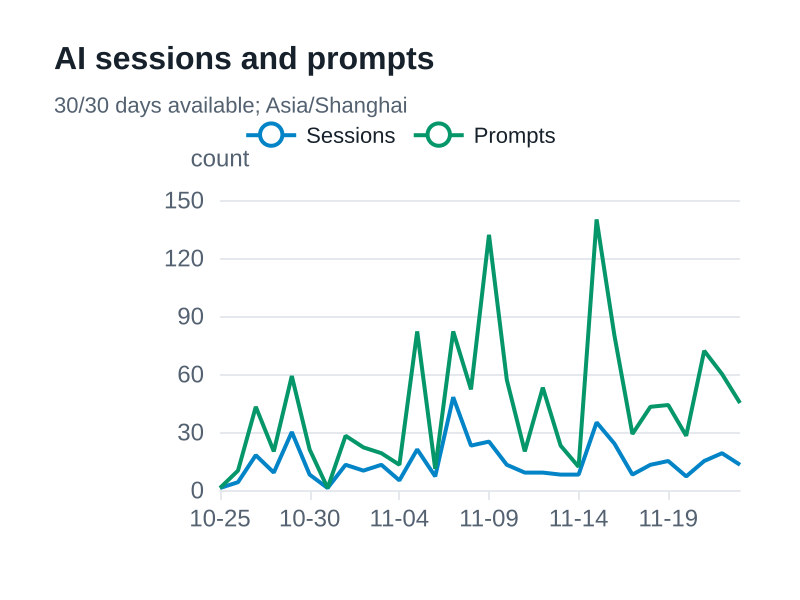 AI sessions and prompts
30/30 days available; Asia/Shanghai
Sessions Prompts
count
150
120
90
60
30
0
10-25 10-30 11-04 11-09 11-14 11-19